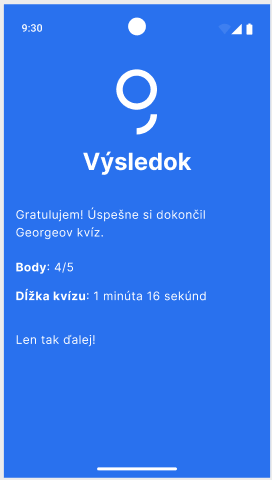 9:30
Výsledok
Gratulujem! Úspešne si dokončil
Georgeov kvíz.
Body: 4/5
Dĺžka kvízu: 1 minúta 16 sekúnd
Len tak ďalej!